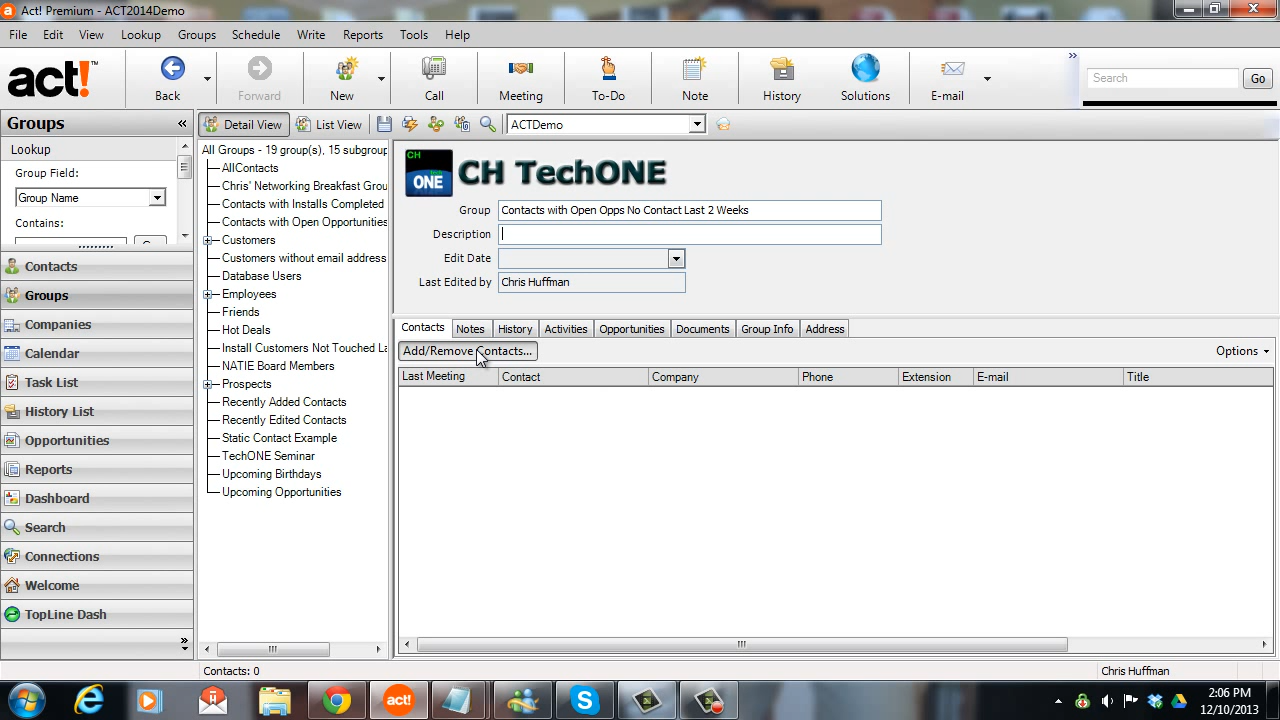 Act! Premium - ACT2014Demo
File Edit View Lookup Groups Schedule Write Reports Tools Help
act!™
Back Forward New Call Meeting To-Do Note History Solutions E-mail
»
Search Go
Groups «
Detail View List View ACTDemo
Lookup
Group Field:
Group Name
Contains:
Contacts
Groups
Companies
Calendar
Task List
History List
Opportunities
Reports
Dashboard
Search
Connections
Welcome
TopLine Dash
»
All Groups - 19 group(s), 15 subgroup
AllContacts
Chris' Networking Breakfast Grou
Contacts with Installs Completed
Contacts with Open Opportunities
Customers
Customers without email address
Database Users
Employees
Friends
Hot Deals
Install Customers Not Touched La
NATIE Board Members
Prospects
Recently Added Contacts
Recently Edited Contacts
Static Contact Example
TechONE Seminar
Upcoming Birthdays
Upcoming Opportunities
CH
ONE
CH TechONE
Group Contacts with Open Opps No Contact Last 2 Weeks
Description
Edit Date
Last Edited by Chris Huffman
Contacts Notes History Activities Opportunities Documents Group Info Address
Add/Remove Contacts... Options
Last Meeting Contact Company Phone Extension E-mail Title
Contacts: 0 Chris Huffman
act!
2:06 PM
12/10/2013